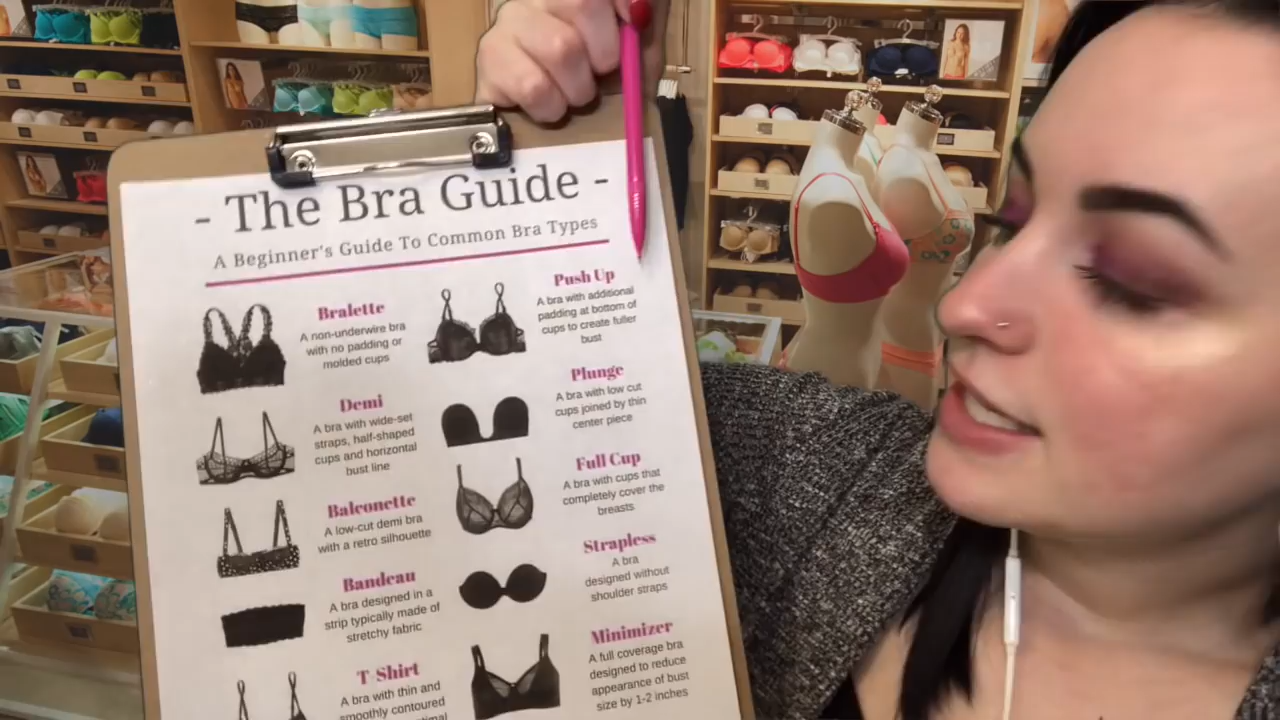 - The Bra Guide -
A Beginner's Guide To Common Bra Types
Bralette
A non-underwire bra
with no padding or
molded cups
Demi
A bra with wide-set
straps, half-shaped
cups and horizontal
bust line
Balconette
A low-cut demi bra
with a retro silhouette
Bandeau
A bra designed in a
strip typically made of
stretchy fabric
T-Shirt
A bra with thin and
smoothly contoured
Push Up
A bra with additional
padding at bottom of
cups to create fuller
bust
Plunge
A bra with low cut
cups joined by thin
center piece
Full Cup
A bra with cups that
completely cover the
breasts
Strapless
A bra
designed without
shoulder straps
Minimizer
A full coverage bra
designed to reduce
appearance of bust
size by 1-2 inches